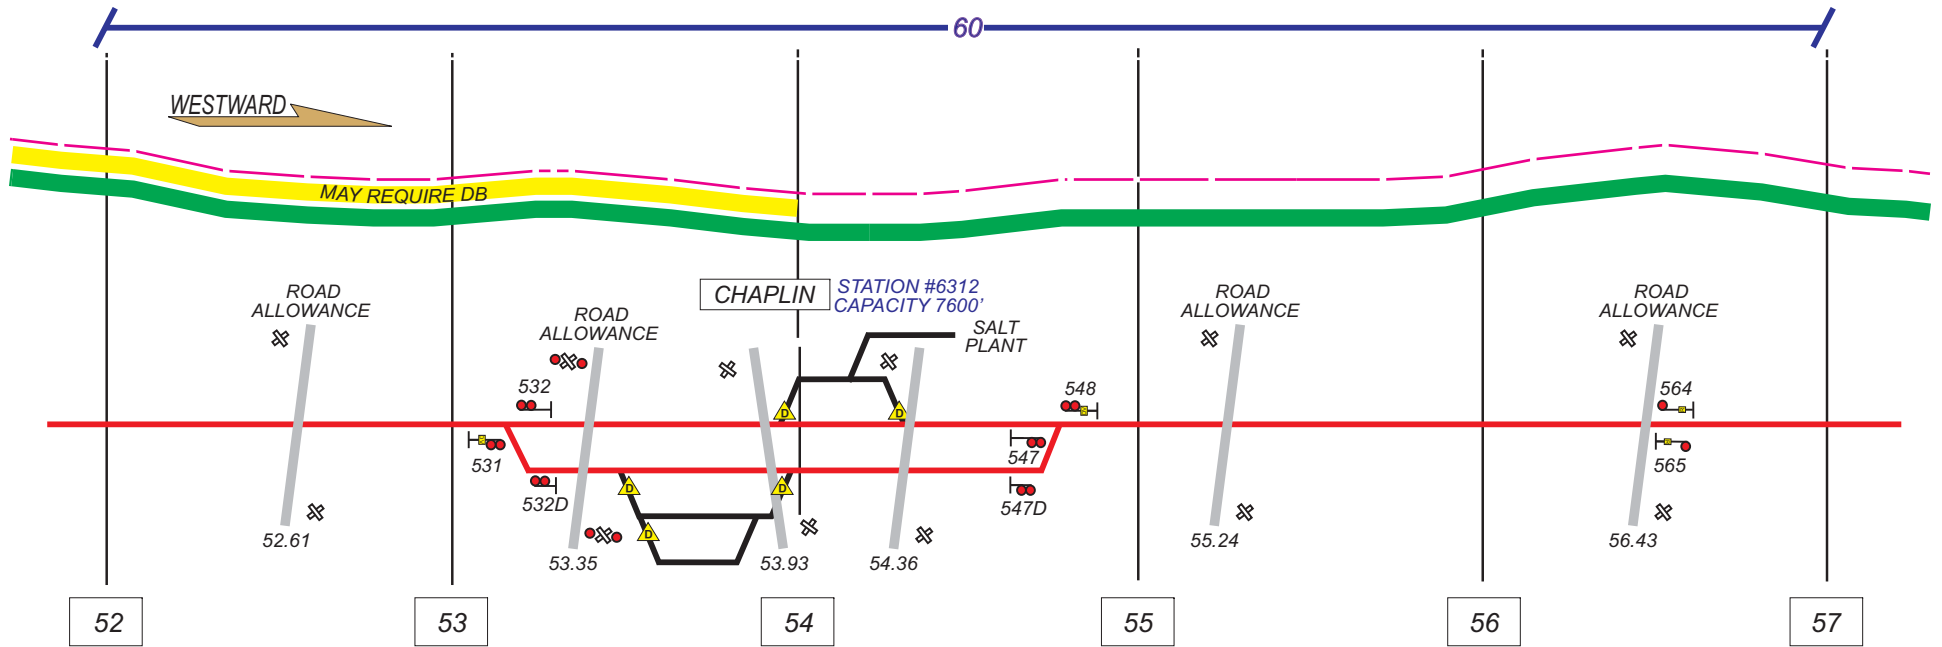 60
WESTWARD
MAY REQUIRE DB
CHAPLIN
STATION #6312
CAPACITY 7600'
ROAD
ALLOWANCE
ROAD
ALLOWANCE
SALT
PLANT
ROAD
ALLOWANCE
ROAD
ALLOWANCE
532
548
564
D
D
531
547
565
D
D
532D
547D
D
52.61
53.35
53.93
54.36
55.24
56.43
52
53
54
55
56
57